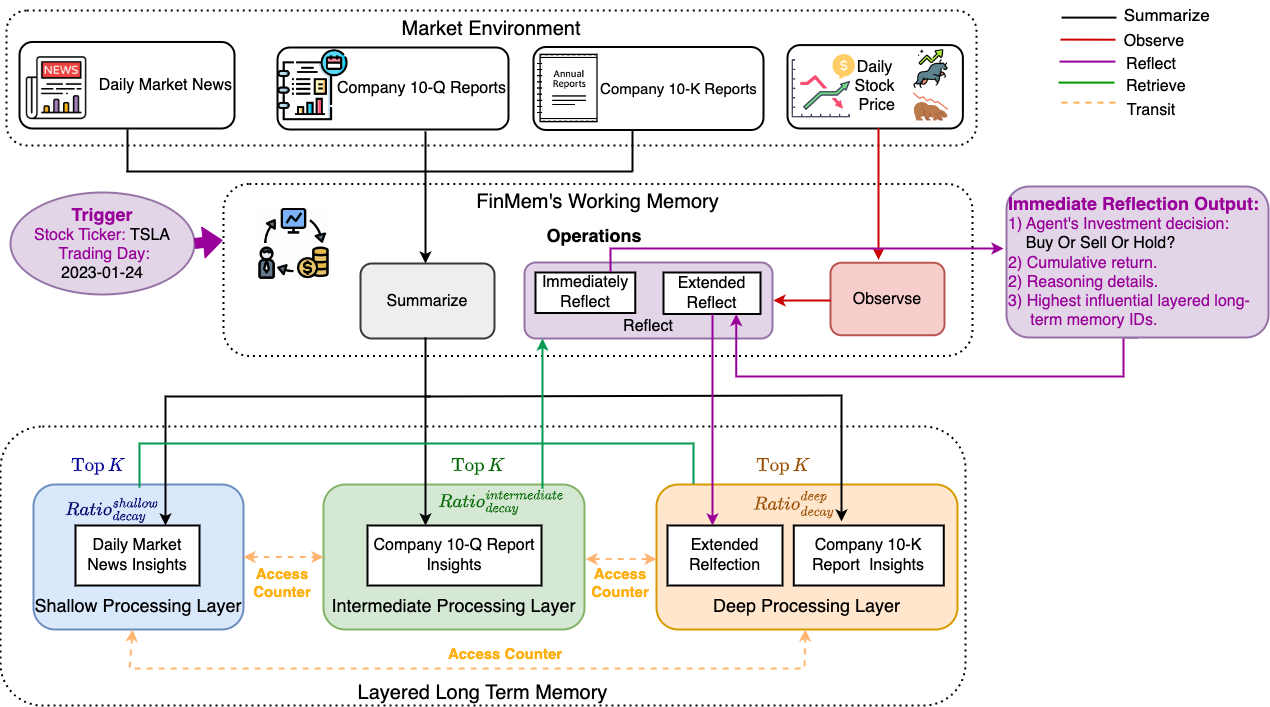 Market Environment
NEWS
Daily Market News
Company 10-Q Reports
Annual
Reports
Company 10-K Reports
$
Daily
Stock
Price
Summarize
Observe
Reflect
Retrieve
Transit
Trigger
Stock Ticker: TSLA
Trading Day:
2023-01-24
FinMem's Working Memory
Operations
$
Summarize
Immediately
Reflect
Extended
Reflect
Reflect
Observse
Immediate Reflection Output:
1) Agent's Investment decision:
Buy Or Sell Or Hold?
2) Cumulative return.
2) Reasoning details.
3) Highest influential layered long-
term memory IDs.
Top K
Top K
Top K
Ratio shallow decay
Ratio intermediate decay
Ratio deep decay
Daily Market
News Insights
Shallow Processing Layer
Access
Counter
Company 10-Q Report
Insights
Intermediate Processing Layer
Access
Counter
Extended
Relfection
Company 10-K
Report Insights
Deep Processing Layer
Access Counter
Layered Long Term Memory